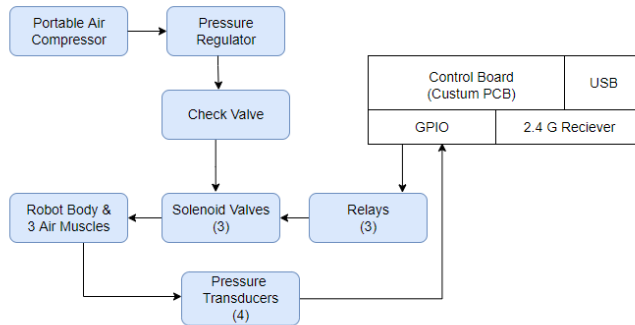 Portable Air
Compressor
Pressure
Regulator
Control Board
(Custum PCB)
USB
Check Valve
GPIO
2.4 G Reciever
Robot Body &
3 Air Muscles
Solenoid Valves
(3)
Relays
(3)
Pressure
Transducers
(4)